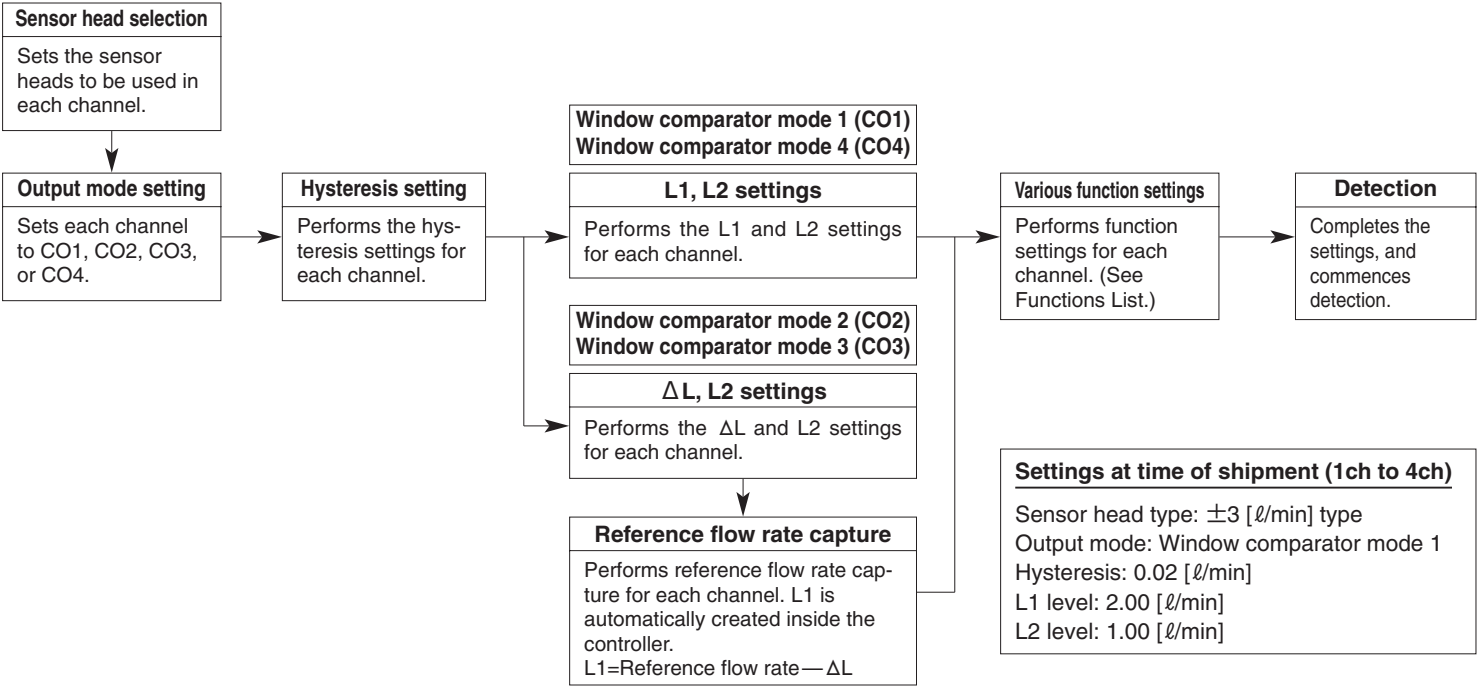 Sensor head selection
Sets the sensor
heads to be used in
each channel.
Output mode setting
Sets each channel
to CO1, CO2, CO3,
or CO4.
Hysteresis setting
Performs the hys-
teresis settings for
each channel.
Window comparator mode 1 (CO1)
Window comparator mode 4 (CO4)
L1, L2 settings
Performs the L1 and L2 settings
for each channel.
Window comparator mode 2 (CO2)
Window comparator mode 3 (CO3)
ΔL, L2 settings
Performs the ΔL and L2 settings
for each channel.
Reference flow rate capture
Performs reference flow rate cap-
ture for each channel. L1 is
automatically created inside the
controller.
L1=Reference flow rate—ΔL
Various function settings
Performs function
settings for each
channel. (See
Functions List.)
Detection
Completes the
settings, and
commences
detection.
Settings at time of shipment (1ch to 4ch)
Sensor head type: ±3 [ℓ/min] type
Output mode: Window comparator mode 1
Hysteresis: 0.02 [ℓ/min]
L1 level: 2.00 [ℓ/min]
L2 level: 1.00 [ℓ/min]